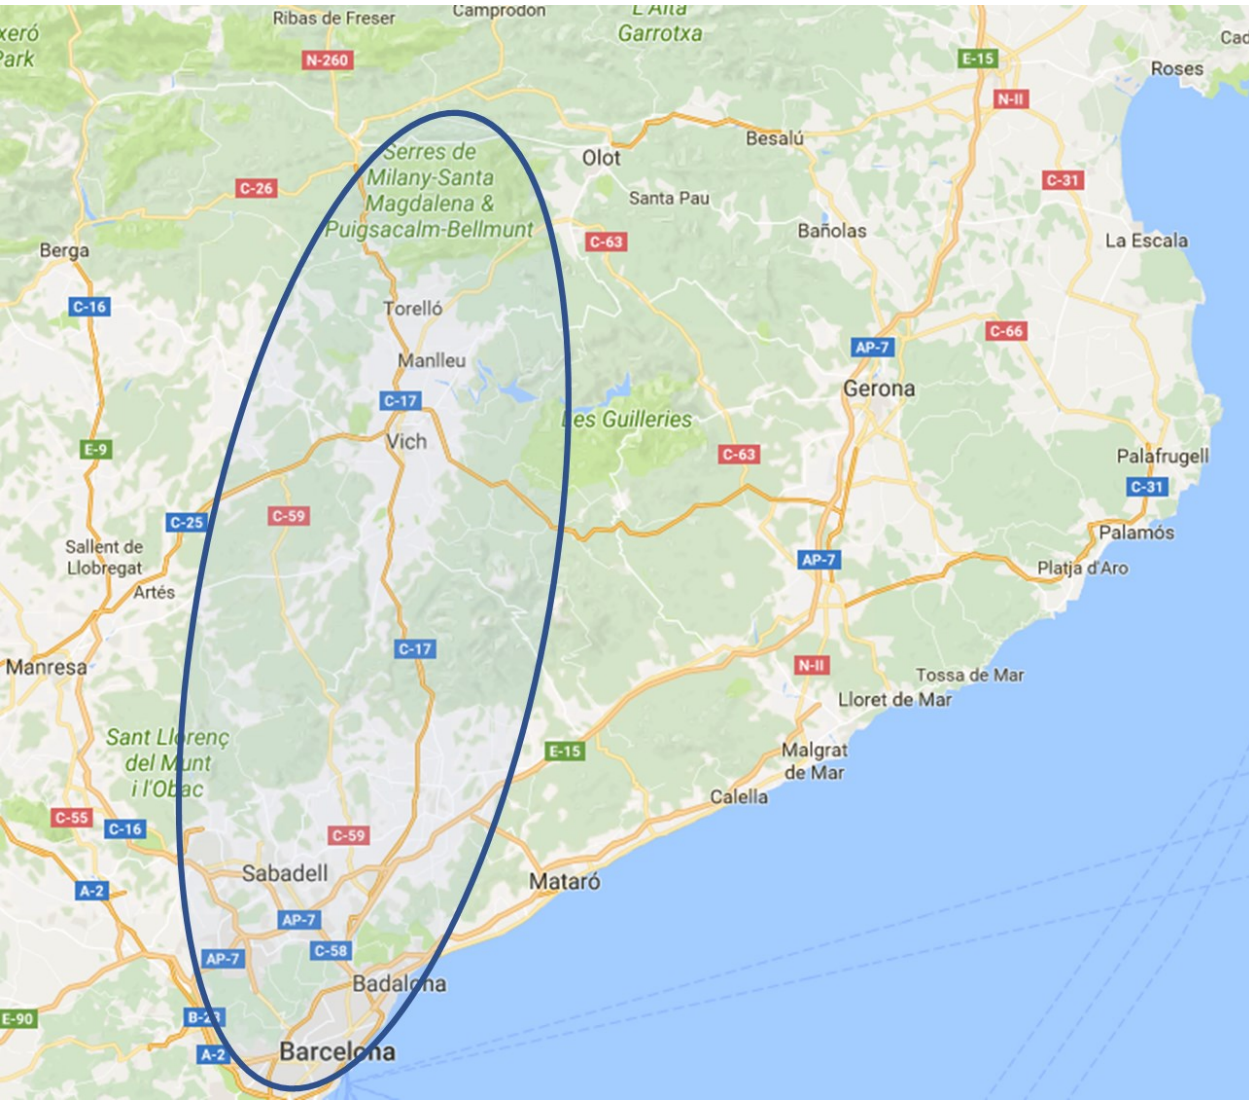 Ribas de Freser
Camprodon
L'Alta
Garrotxa
xeró
Park
N-260
E-15
Cad
Roses
N-II
Besalú
Olot
Serres de
Milany-Santa
Magdalena &
Puigsacalm-Bellmunt
C-26
Santa Pau
C-31
Bañolas
La Escala
Berga
C-63
C-16
Torelló
C-66
AP-7
Manlleu
Gerona
C-17
Les Guilleries
Vich
E-9
C-63
Palafrugell
C-31
C-59
C-25
Palamós
Sallent de
Llobregat
AP-7
Platja d'Aro
Artés
C-17
Manresa
N-II
Tossa de Mar
Lloret de Mar
Sant Llorenç
del Munt
i l'Obac
E-15
Malgrat
de Mar
Calella
C-55
C-16
C-59
Sabadell
Mataró
A-2
AP-7
C-58
AP-7
Badalona
E-90
B-23
A-2
Barcelona